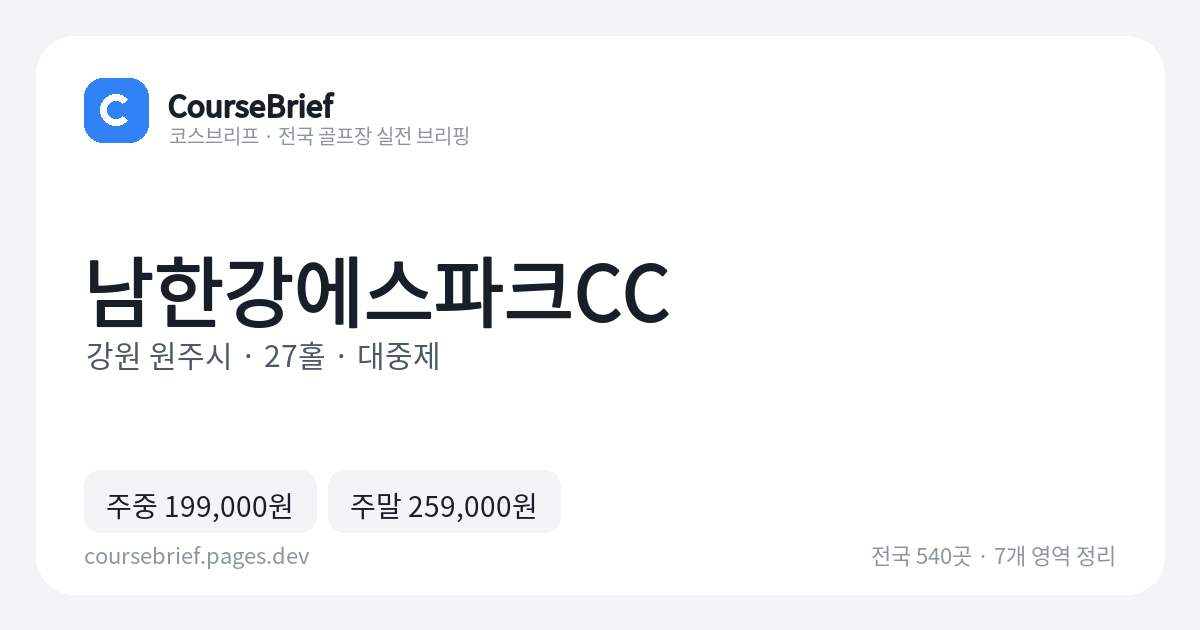 C
CourseBrief
코스브리프 · 전국 골프장 실전 브리핑
남한강에스파크CC
강원 원주시 · 27홀 · 대중제
주중 199,000원 주말 259,000원
coursebrief.pages.dev 전국 540곳 · 7개 영역 정리